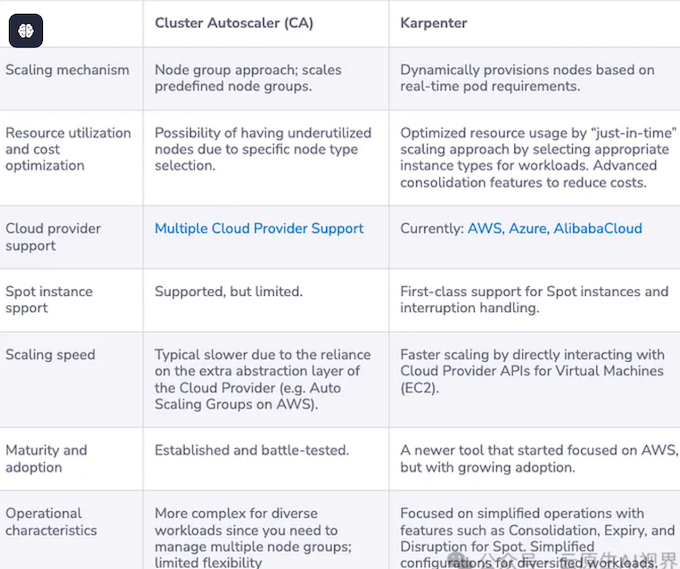 Cluster Autoscaler (CA)
Karpenter
Scaling mechanism
Node group approach; scales
predefined node groups.
Dynamically provisions nodes based on
real-time pod requirements.
Resource utilization
and cost
optimization
Possibility of having underutilized
nodes due to specific node type
selection.
Optimized resource usage by “just-in-time”
scaling approach by selecting appropriate
instance types for workloads. Advanced
consolidation features to reduce costs.
Cloud provider
support
Multiple Cloud Provider Support
Currently: AWS, Azure, AlibabaCloud
Spot instance
spport
Supported, but limited.
First-class support for Spot instances and
interruption handling.
Scaling speed
Typical slower due to the reliance
on the extra abstraction layer of
the Cloud Provider (e.g. Auto
Scaling Groups on AWS).
Faster scaling by directly interacting with
Cloud Provider APIs for Virtual Machines
(EC2).
Maturity and
adoption
Established and battle-tested.
A newer tool that started focused on AWS,
but with growing adoption.
Operational
characteristics
More complex for diverse
workloads since you need to
manage multiple node groups;
limited flexibility
Focused on simplified operations with
features such as Consolidation, Expiry, and
Disruption for Spot. Simplified
configurations for diversified workloads.
公众号 云原生AI视界